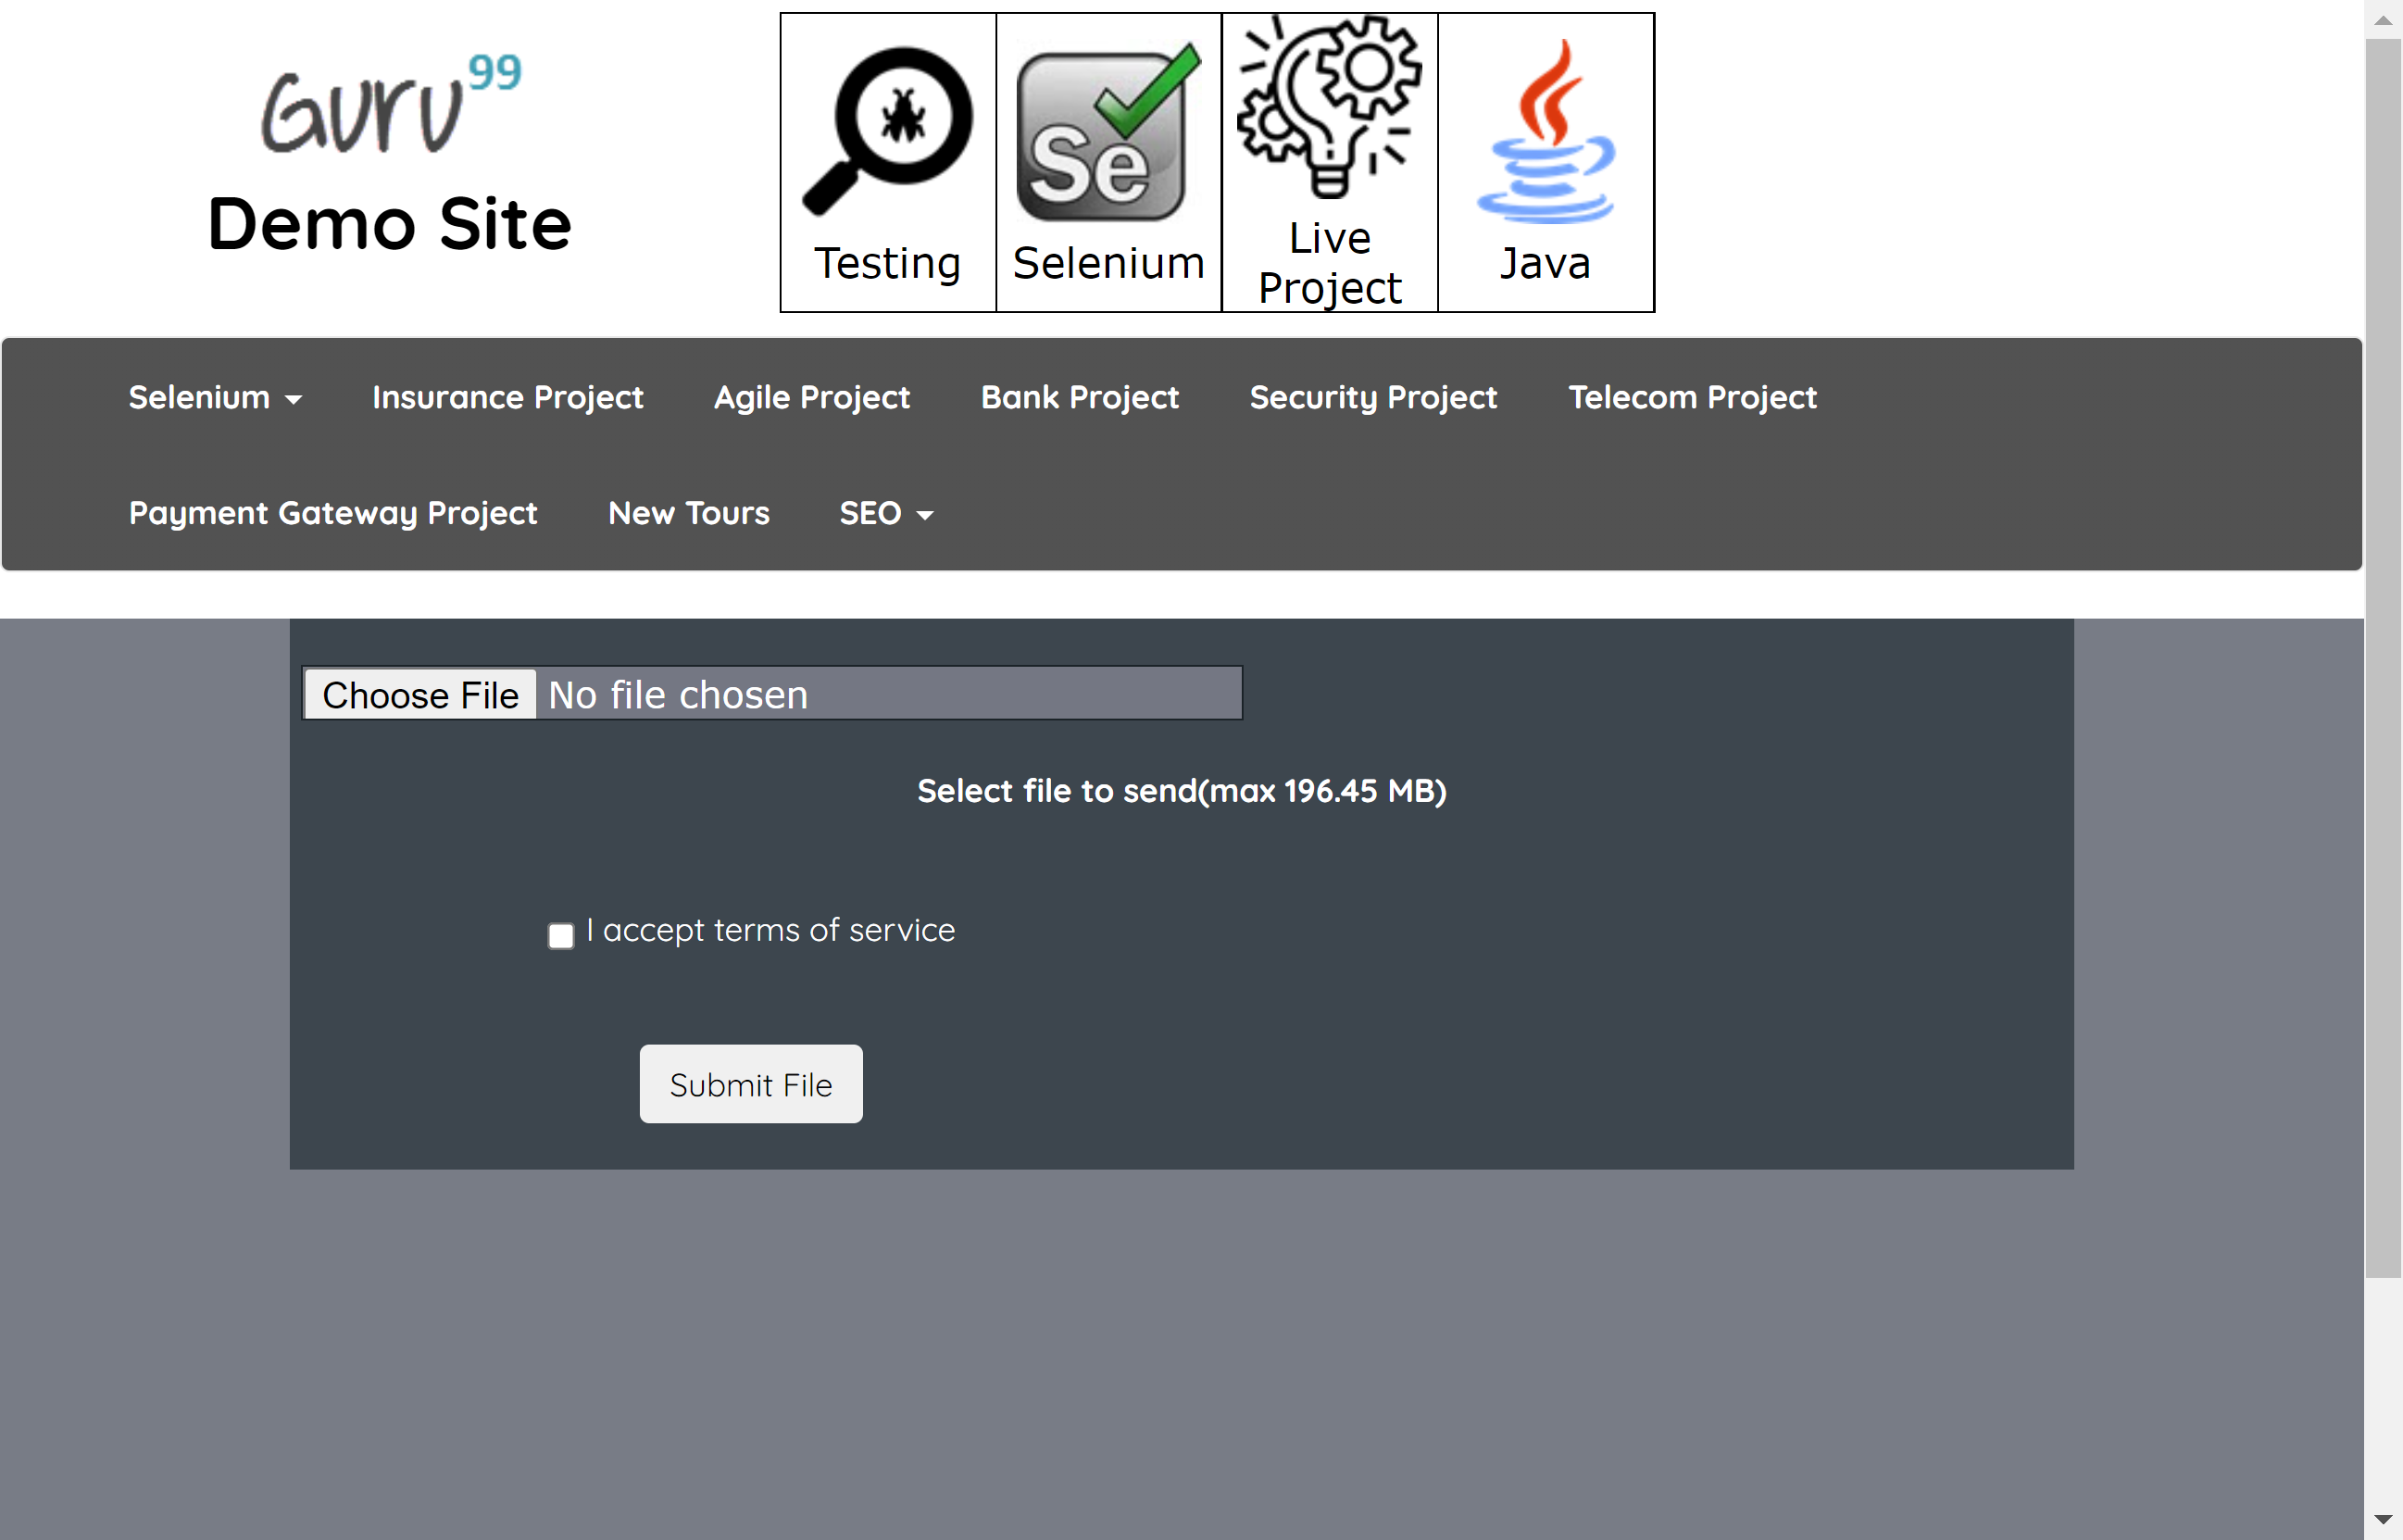 Guru99
Demo Site
Testing
Se
Selenium
Live
Project
Java
Selenium
Insurance Project
Agile Project
Bank Project
Security Project
Telecom Project
Payment Gateway Project
New Tours
SEO
Choose File No file chosen
Select file to send(max 196.45 MB)
I accept terms of service
Submit File